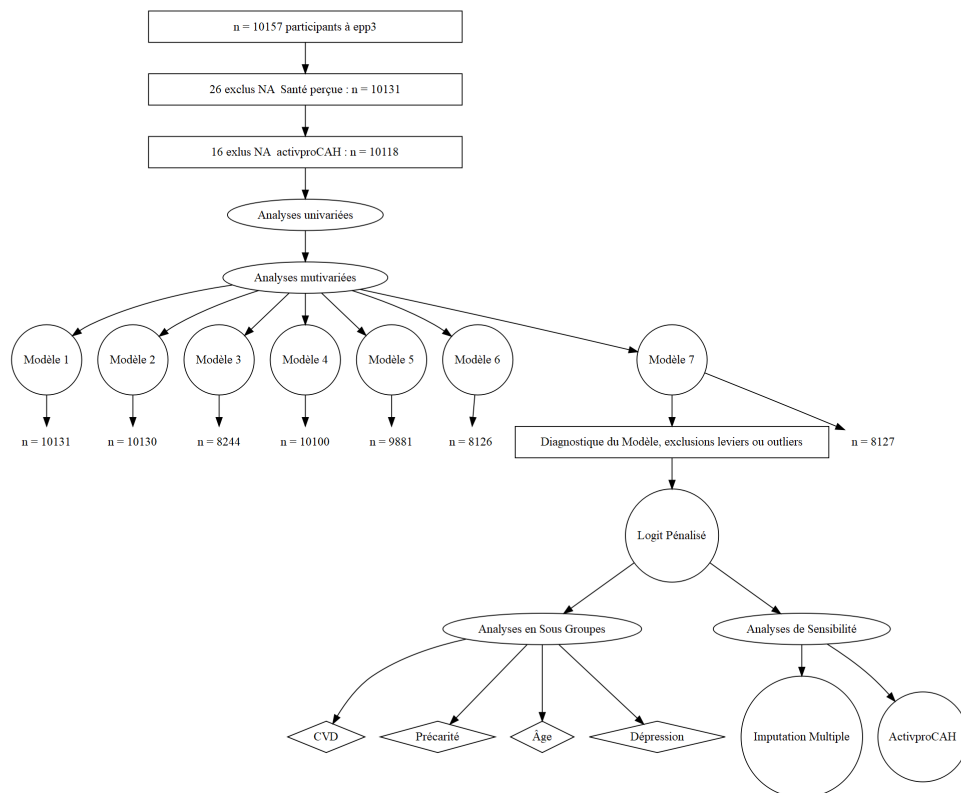 n = 10157 participants à epp3
26 exclus NA  Santé perçue : n = 10131
16 exlus NA  activproCAH : n = 10118
Analyses univariées
Analyses mutivariées
Modèle 1
Modèle 2
Modèle 3
Modèle 4
Modèle 5
Modèle 6
Modèle 7
n = 10131
n = 10130
n = 8244
n = 10100
n = 9881
n = 8126
Diagnostique du Modèle, exclusions leviers ou outliers
n = 8127
Logit Pénalisé
Analyses en Sous Groupes
Analyses de Sensibilité
CVD
Précarité
Âge
Dépression
Imputation Multiple
ActivproCAH